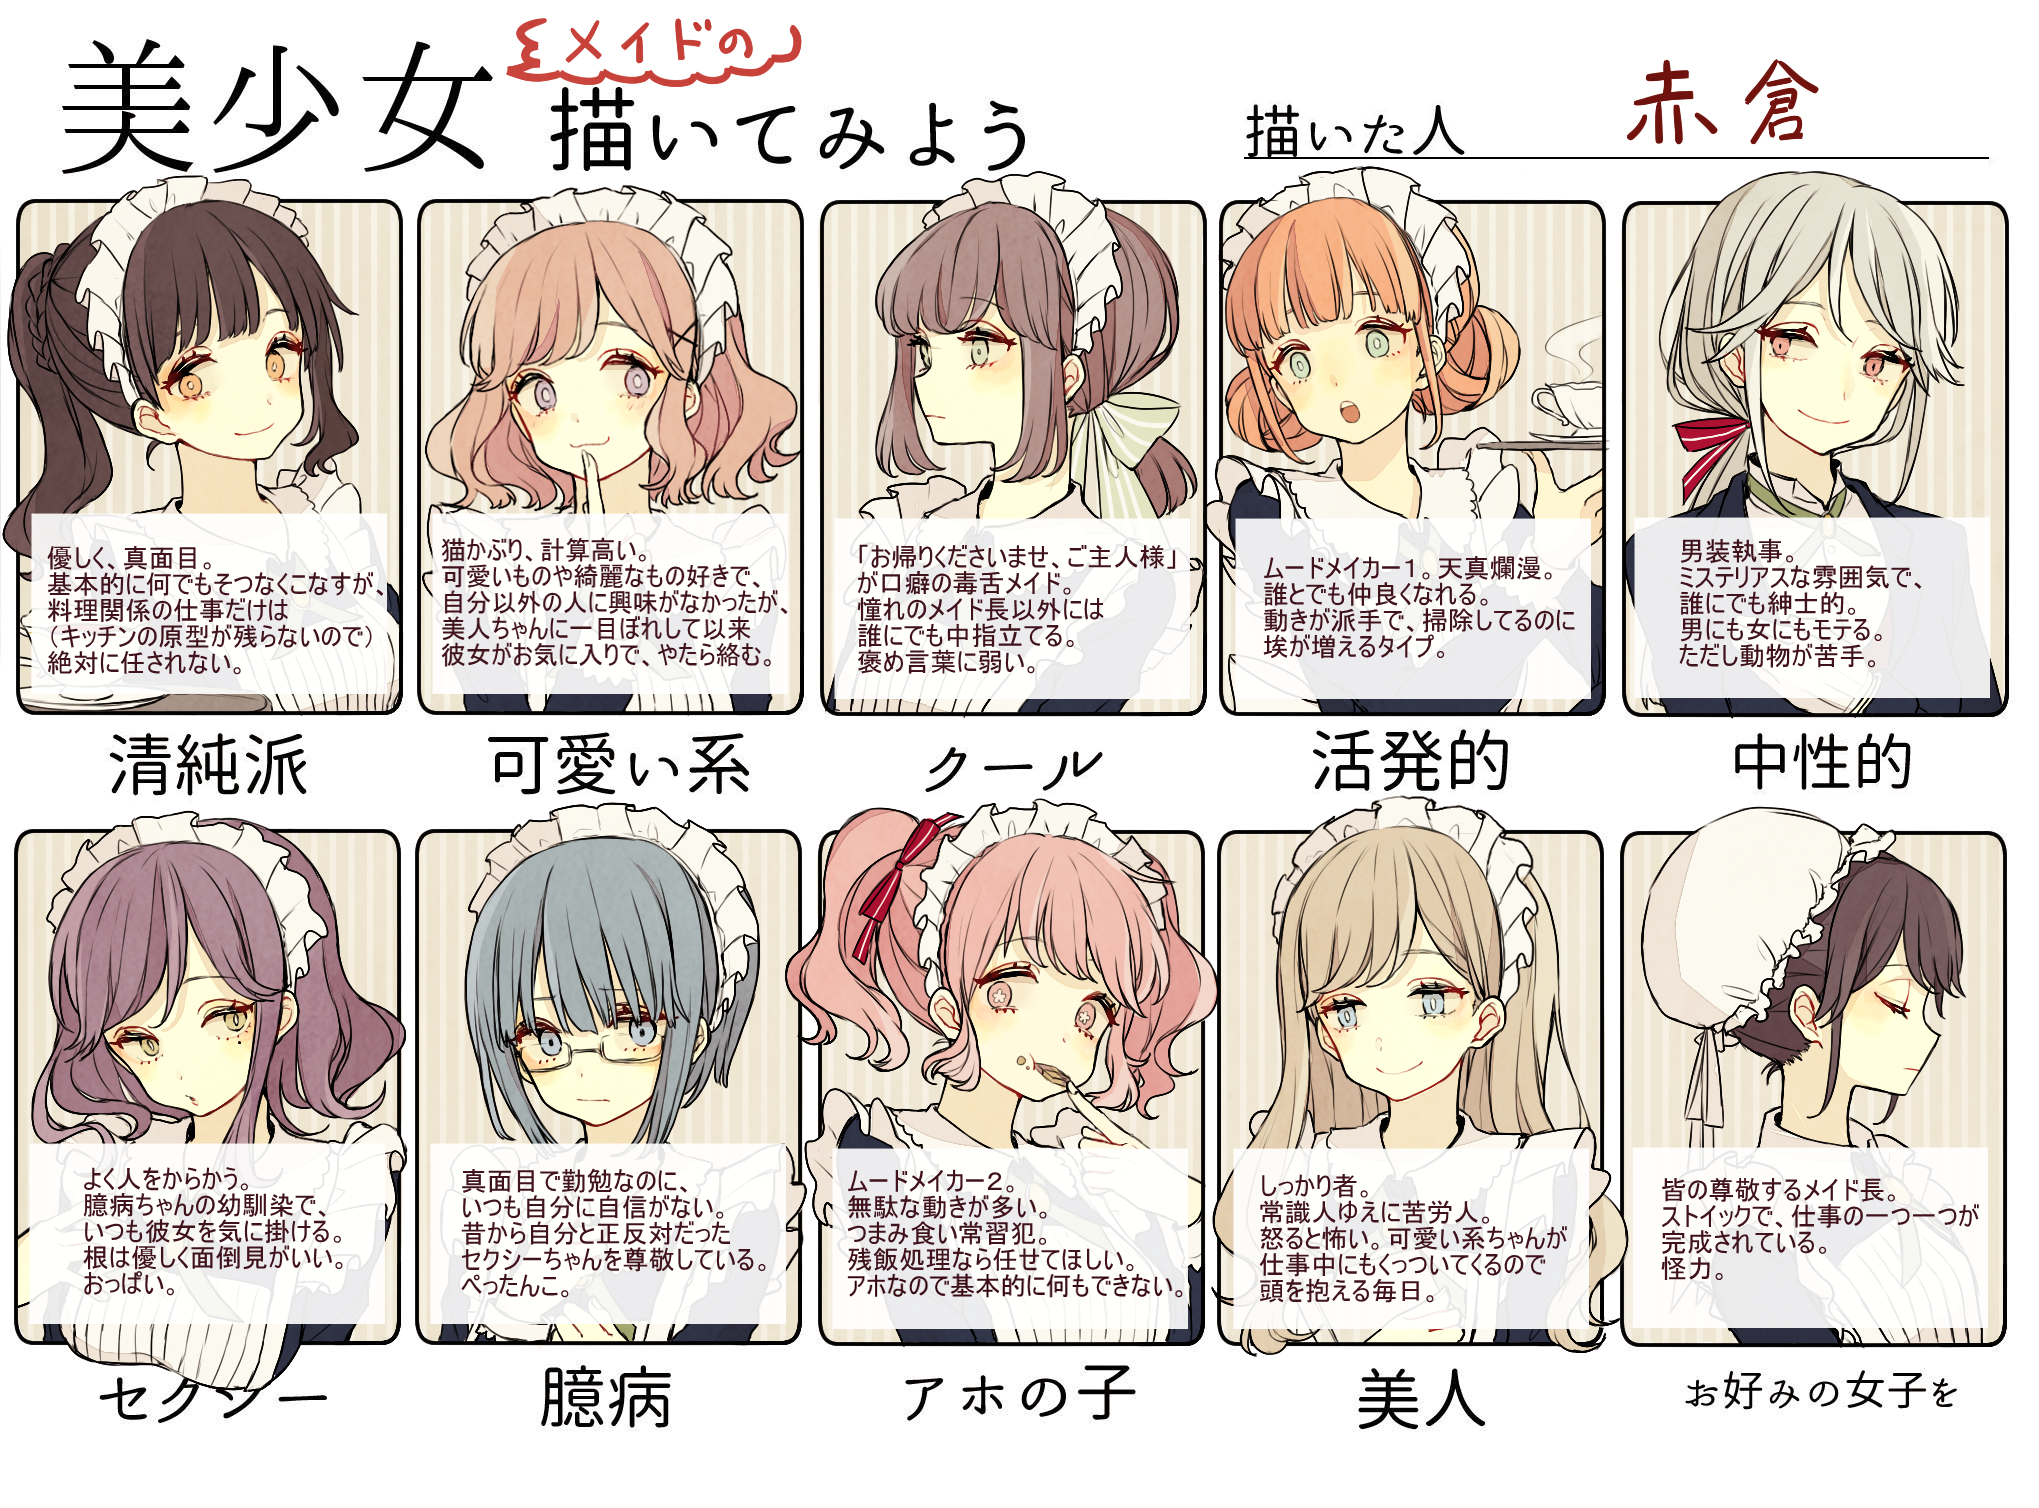 美少女
メイドの
描いてみよう
描いた人
赤倉
優しく、真面目。
基本的に何でもそつなくこなすが、
料理関係の仕事だけは
(キッチンの原型が残らないので)
絶対に任されない。
清純派
猫かぶり、計算高い。
可愛いものや綺麗なもの好きで、
自分以外の人に興味がなかったが、
美人ちゃんに一目ぼれして以来
彼女がお気に入りで、やたら絡む。
可愛い系
「お帰りくださいませ、ご主人様」
が口癖の毒舌メイド。
憧れのメイド長以外には
誰にでも中指立てる。
褒め言葉に弱い。
クール
ムードメイカー1。天真爛漫。
誰とでも仲良くなれる。
動きが派手で、掃除してるのに
埃が増えるタイプ。
活発的
男装執事。
ミステリアスな雰囲気で、
誰にでも紳士的。
男にも女にもモテる。
ただし動物が苦手。
中性的
よく人をからかう。
臆病ちゃんの幼馴染で、
いつも彼女を気に掛ける。
根は優しく面倒見がいい。
おっぱい。
セクシー
真面目で勤勉なのに、
いつも自分に自信がない。
昔から自分と正反対だった
セクシーちゃんを尊敬している。
ぺったんこ。
臆病
ムードメイカー2。
無駄な動きが多い。
つまみ食い常習犯。
残飯処理なら任せてほしい。
アホなので基本的に何もできない。
アホの子
しっかり者。
常識人ゆえに苦労人。
怒ると怖い。可愛い系ちゃんが
仕事中にもくっついてくるので
頭を抱える毎日。
美人
皆の尊敬するメイド長。
ストイックで、仕事の一つ一つが
完成されている。
怪力。
お好みの女子を